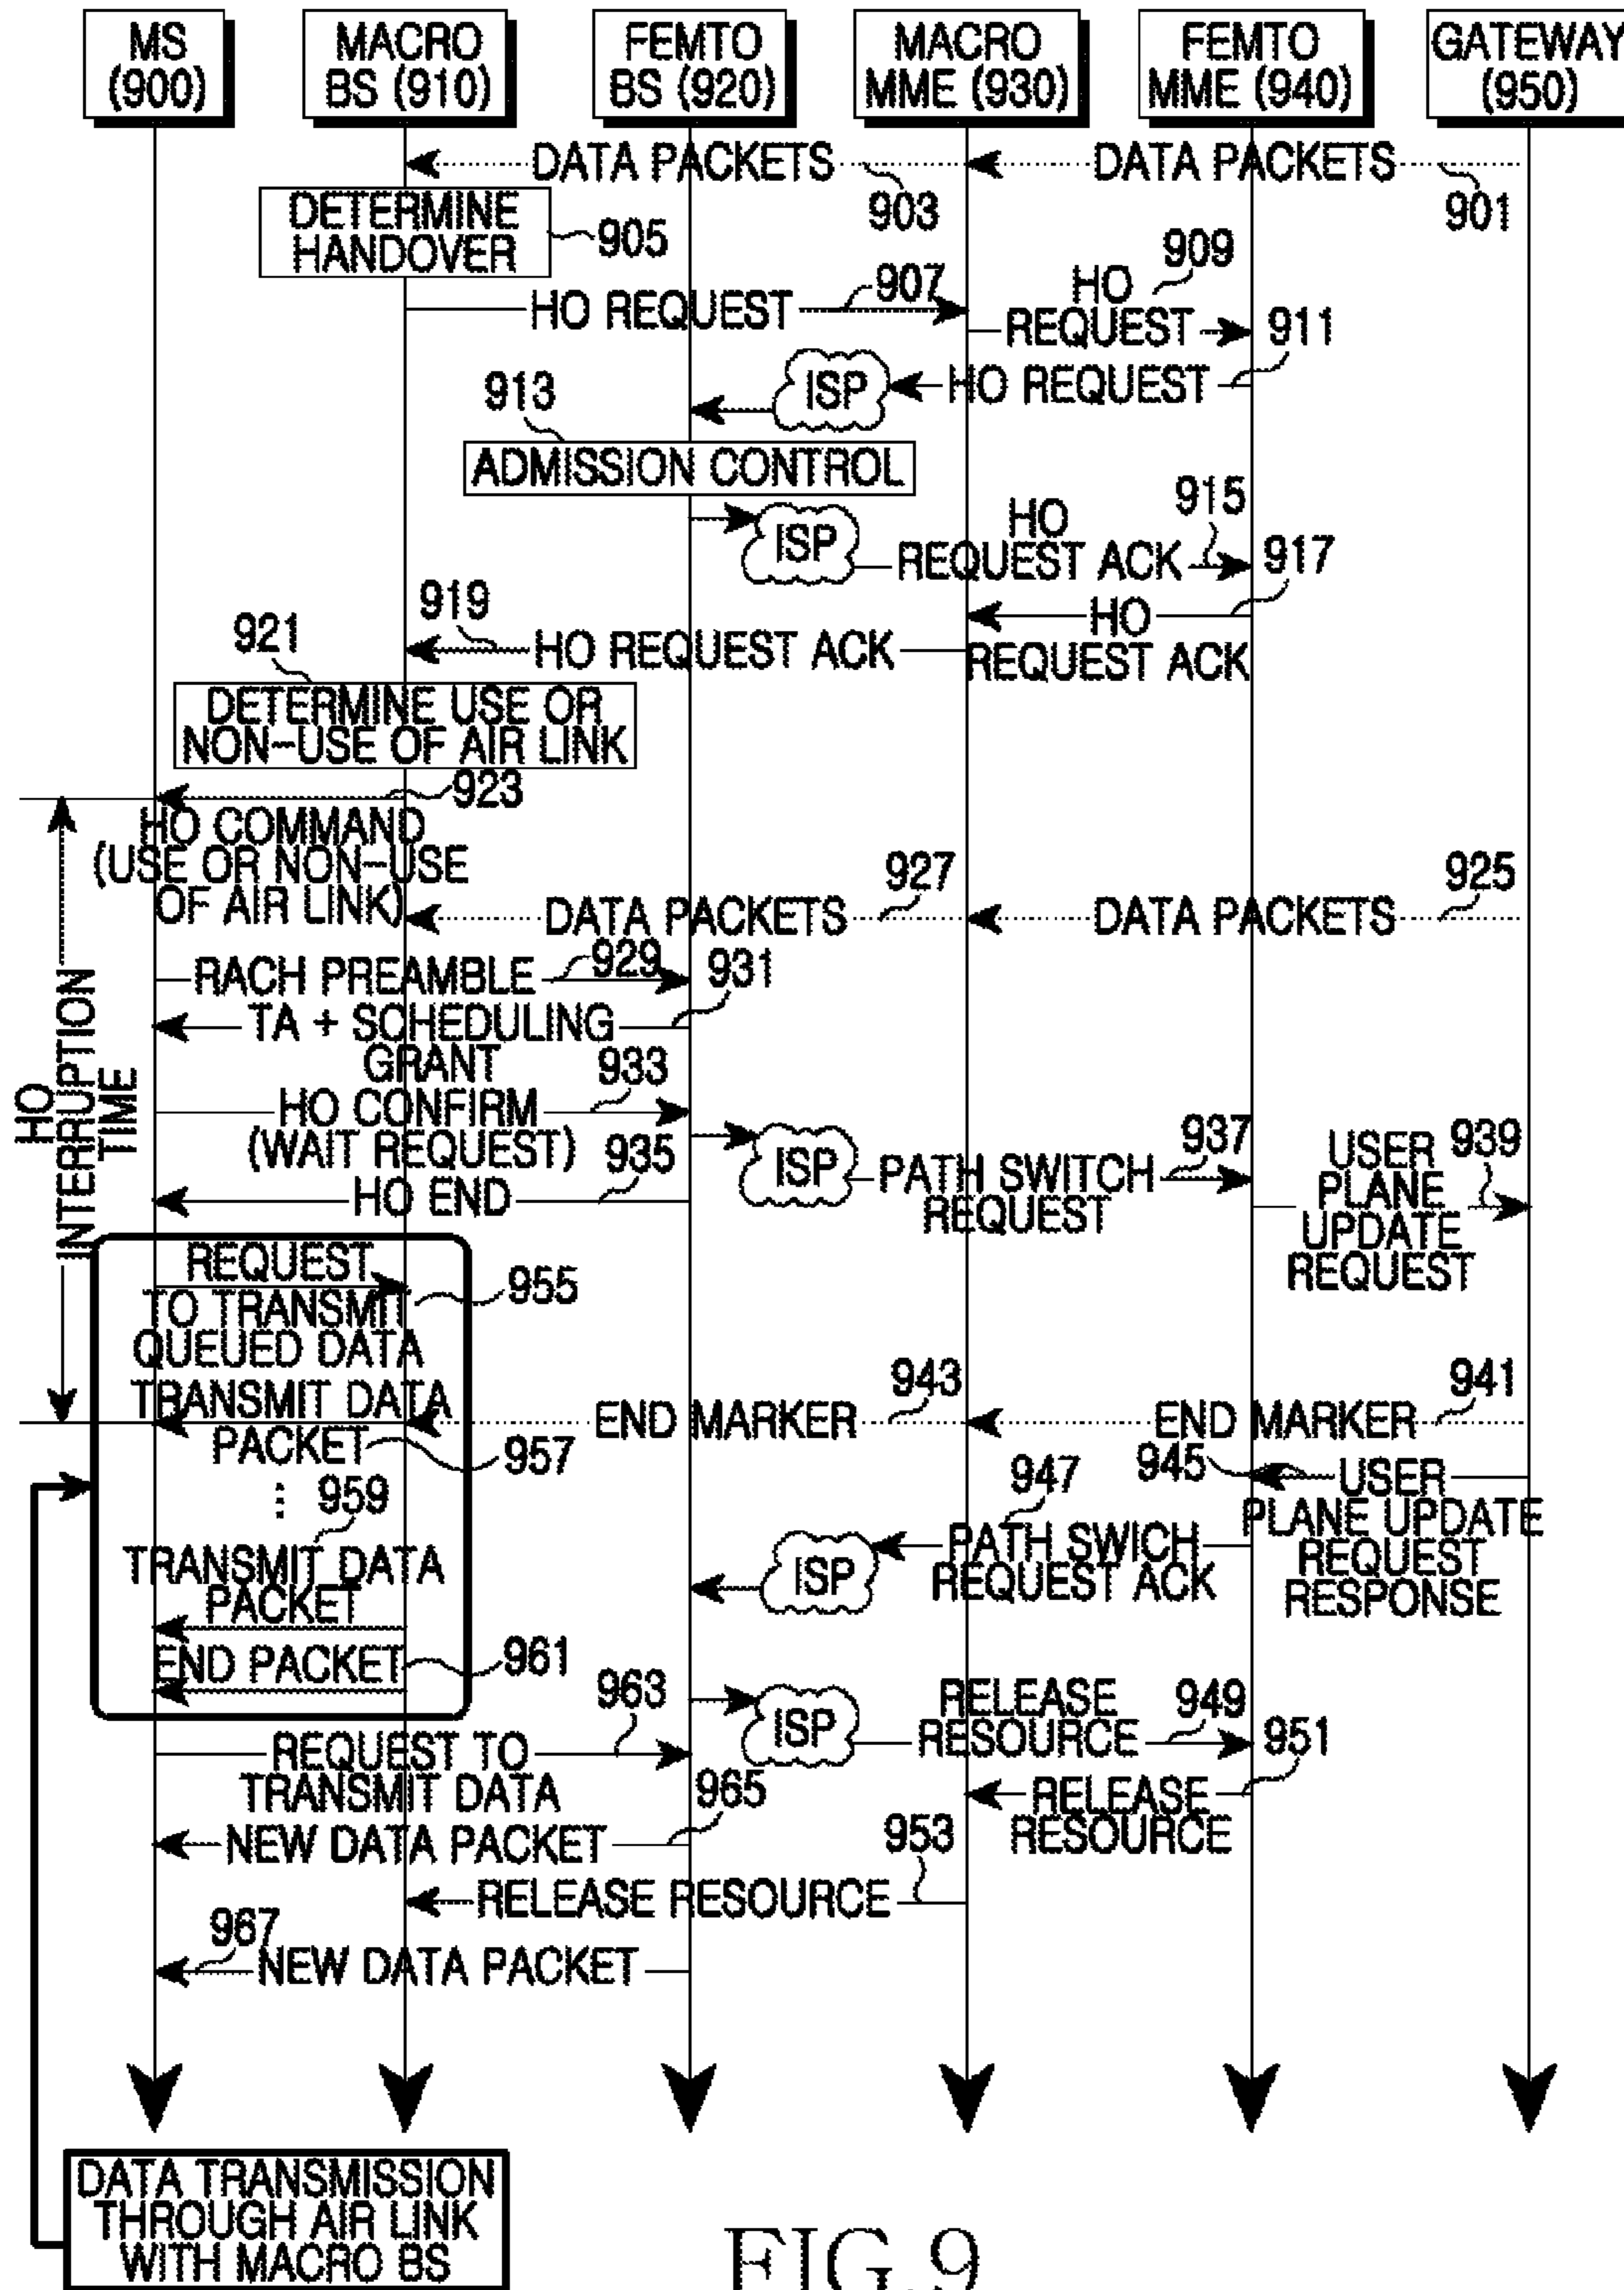 MS
(900)
MACRO
BS (910)
FEMTO
BS (920)
MACRO
MME (930)
FEMTO
MME (940)
GATEWAY
(950)
DATA PACKETS
903
DATA PACKETS
901
DETERMINE
HANDOVER
905
HO REQUEST
907
HO
REQUEST
909
HO REQUEST
911
ISP
913
ADMISSION CONTROL
ISP
HO
REQUEST ACK
915
917
HO
REQUEST ACK
919
HO REQUEST ACK
921
DETERMINE USE OR
NON-USE OF AIR LINK
923
HO COMMAND
(USE OR NON-USE
OF AIR LINK)
DATA PACKETS
927
DATA PACKETS
925
RACH PREAMBLE
929
931
TA + SCHEDULING
GRANT
933
HO CONFIRM
(WAIT REQUEST)
935
HO END
HO
INTERRUPTION
TIME
ISP
PATH SWITCH
REQUEST
937
USER
PLANE
UPDATE
REQUEST
939
REQUEST
TO TRANSMIT
QUEUED DATA
955
TRANSMIT DATA
PACKET
957
END MARKER
943
END MARKER
941
945
USER
PLANE UPDATE
REQUEST
RESPONSE
947
PATH SWICH
REQUEST ACK
ISP
⋮
959
TRANSMIT DATA
PACKET
END PACKET
961
963
REQUEST TO
TRANSMIT DATA
ISP
RELEASE
RESOURCE
949
951
RELEASE
RESOURCE
965
NEW DATA PACKET
953
RELEASE RESOURCE
967
NEW DATA PACKET
DATA TRANSMISSION
THROUGH AIR LINK
WITH MACRO BS
FIG.9